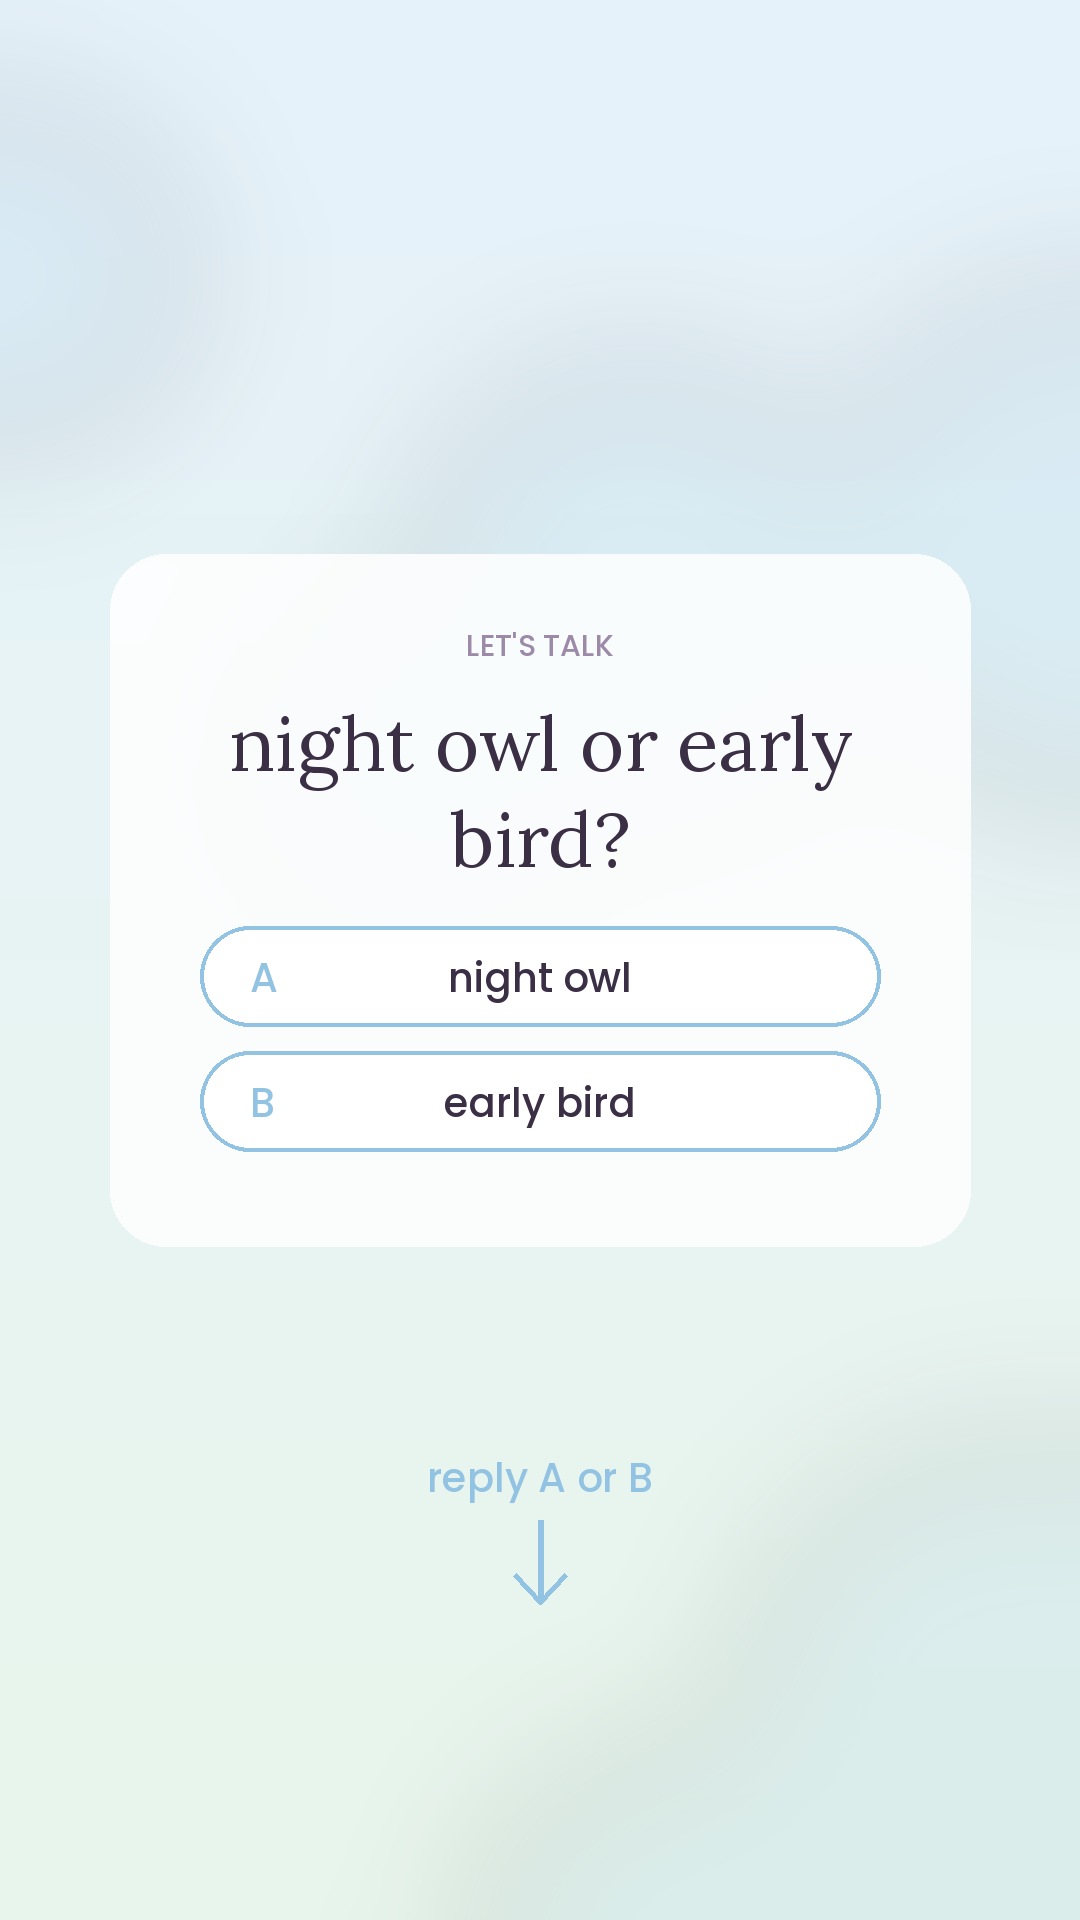 LET'S TALK
night owl or early
bird?
A night owl
B early bird
reply A or B